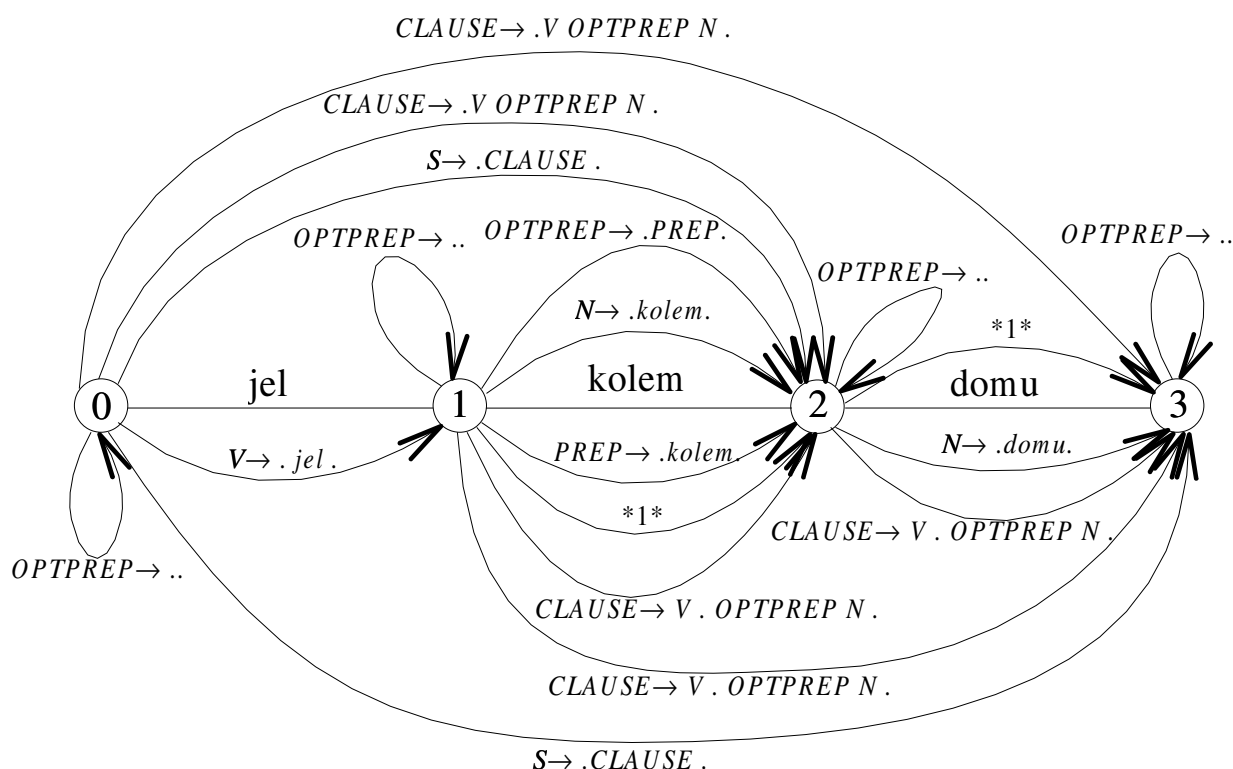 CLAUSE→ .V OPTPREP N .
CLAUSE→ .V OPTPREP N .
S→ .CLAUSE .
OPTPREP→ ..
OPTPREP→ .PREP.
OPTPREP→ ..
OPTPREP→ ..
N→ .kolem.
*1*
jel
kolem
domu
0
1
2
3
V→ . jel .
PREP→ .kolem.
N→ .domu.
*1*
CLAUSE→ V . OPTPREP N .
OPTPREP→ ..
CLAUSE→ V . OPTPREP N .
CLAUSE→ V . OPTPREP N .
S→ .CLAUSE .